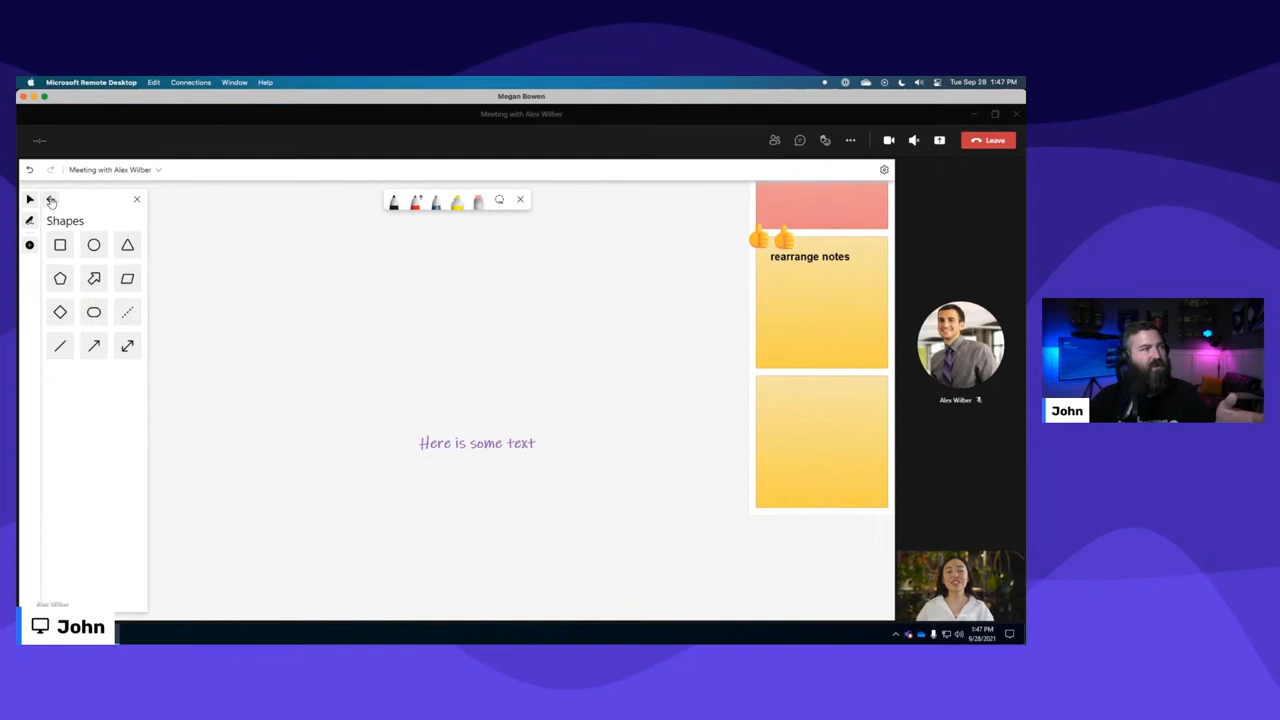 Microsoft Remote Desktop Edit Connections Window Help
Tue Sep 28 1:47 PM
Megan Bowen
Meeting with Alex Wilber
--:--
Leave
Meeting with Alex Wilber
Shapes
rearrange notes
Here is some text
Alex Wilber
John
Alex Wilber
John
1:47 PM
9/28/2021